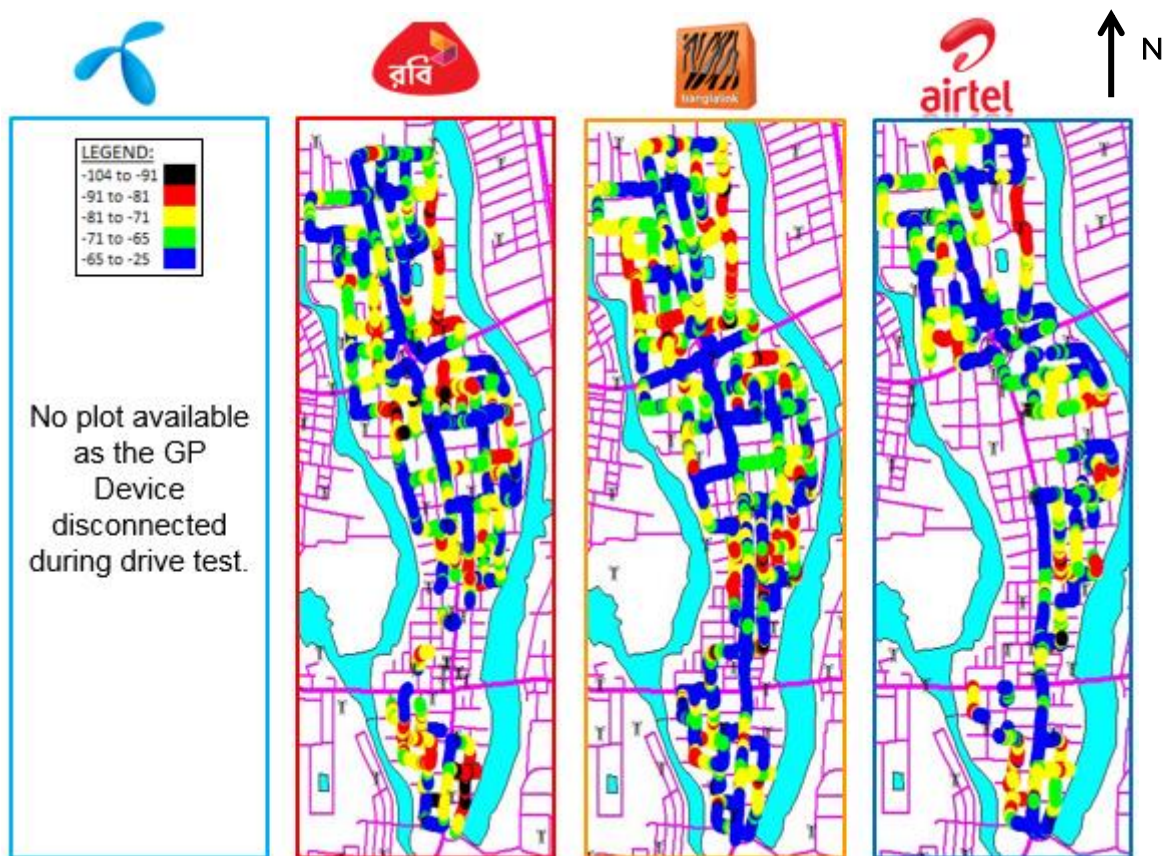 রবি
banglalink
airtel
N
LEGEND:
-104 to -91
-91 to -81
-81 to -71
-71 to -65
-65 to -25
No plot available
as the GP
Device
disconnected
during drive test.